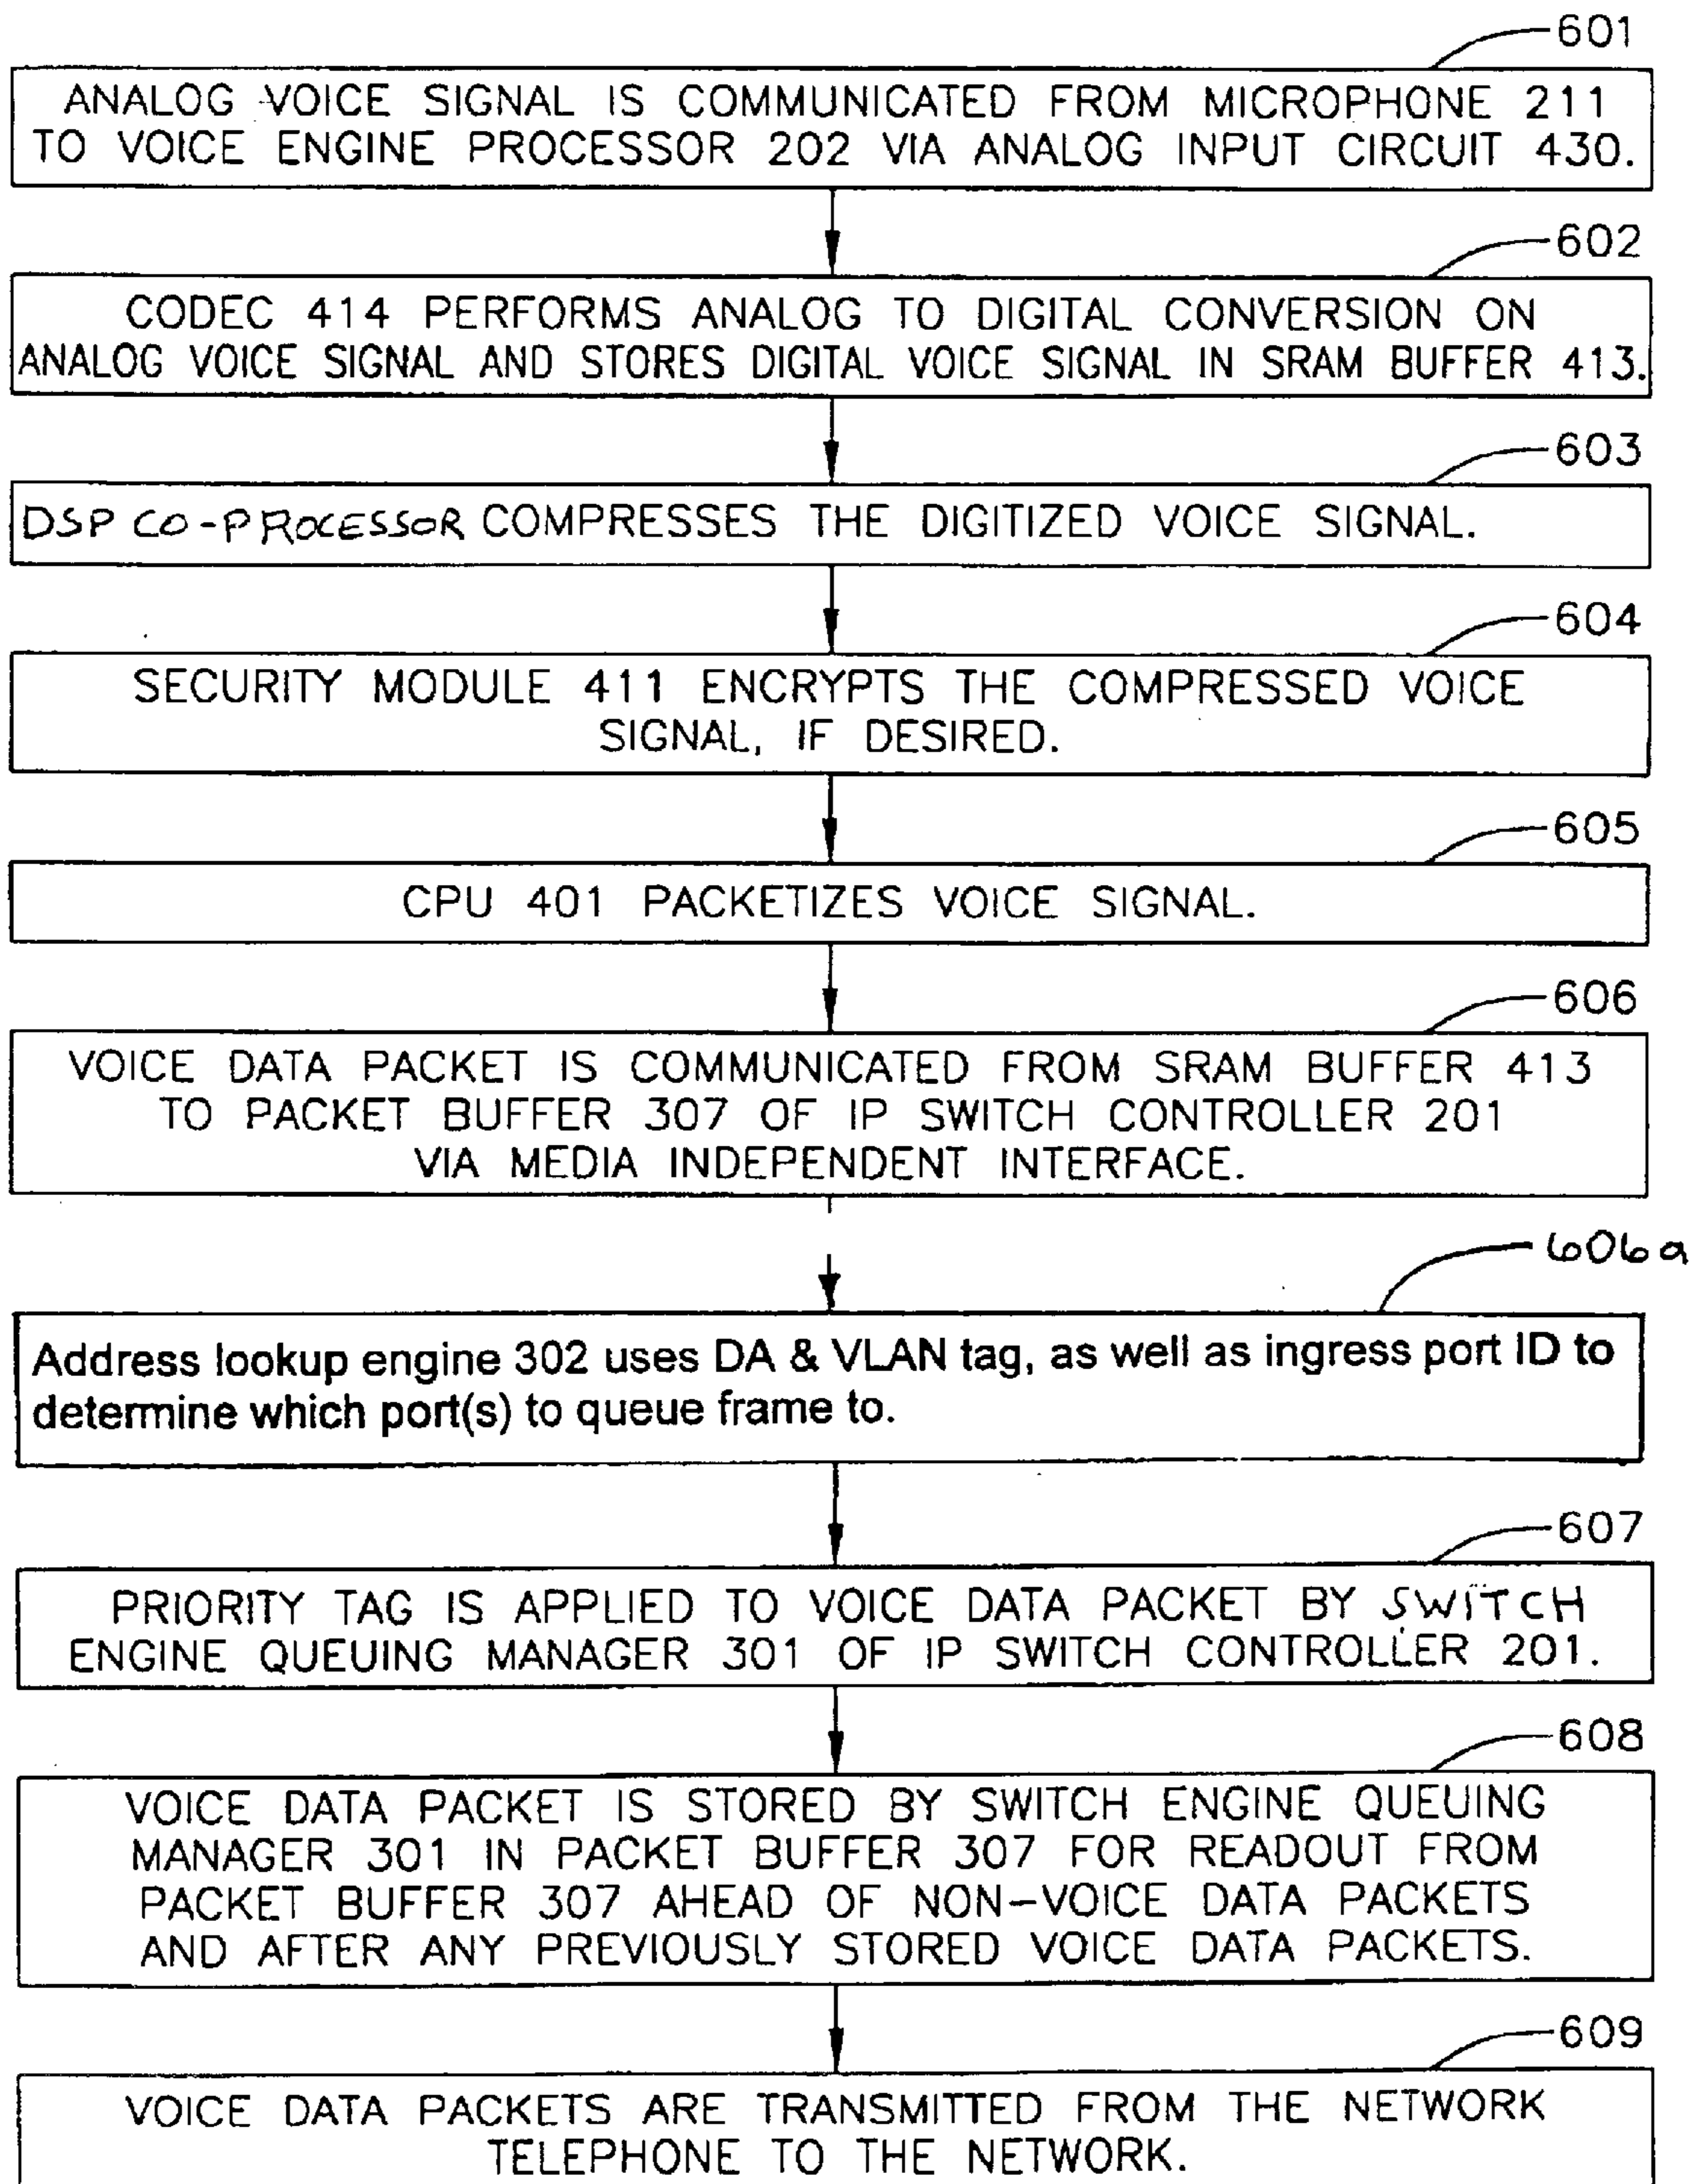 601
ANALOG VOICE SIGNAL IS COMMUNICATED FROM MICROPHONE 211
TO VOICE ENGINE PROCESSOR 202 VIA ANALOG INPUT CIRCUIT 430.
602
CODEC 414 PERFORMS ANALOG TO DIGITAL CONVERSION ON
ANALOG VOICE SIGNAL AND STORES DIGITAL VOICE SIGNAL IN SRAM BUFFER 413.
603
DSP CO-PROCESSOR COMPRESSES THE DIGITIZED VOICE SIGNAL.
604
SECURITY MODULE 411 ENCRYPTS THE COMPRESSED VOICE
SIGNAL, IF DESIRED.
605
CPU 401 PACKETIZES VOICE SIGNAL.
606
VOICE DATA PACKET IS COMMUNICATED FROM SRAM BUFFER 413
TO PACKET BUFFER 307 OF IP SWITCH CONTROLLER 201
VIA MEDIA INDEPENDENT INTERFACE.
606a
Address lookup engine 302 uses DA & VLAN tag, as well as ingress port ID to
determine which port(s) to queue frame to.
607
PRIORITY TAG IS APPLIED TO VOICE DATA PACKET BY SWITCH
ENGINE QUEUING MANAGER 301 OF IP SWITCH CONTROLLER 201.
608
VOICE DATA PACKET IS STORED BY SWITCH ENGINE QUEUING
MANAGER 301 IN PACKET BUFFER 307 FOR READOUT FROM
PACKET BUFFER 307 AHEAD OF NON-VOICE DATA PACKETS
AND AFTER ANY PREVIOUSLY STORED VOICE DATA PACKETS.
609
VOICE DATA PACKETS ARE TRANSMITTED FROM THE NETWORK
TELEPHONE TO THE NETWORK.